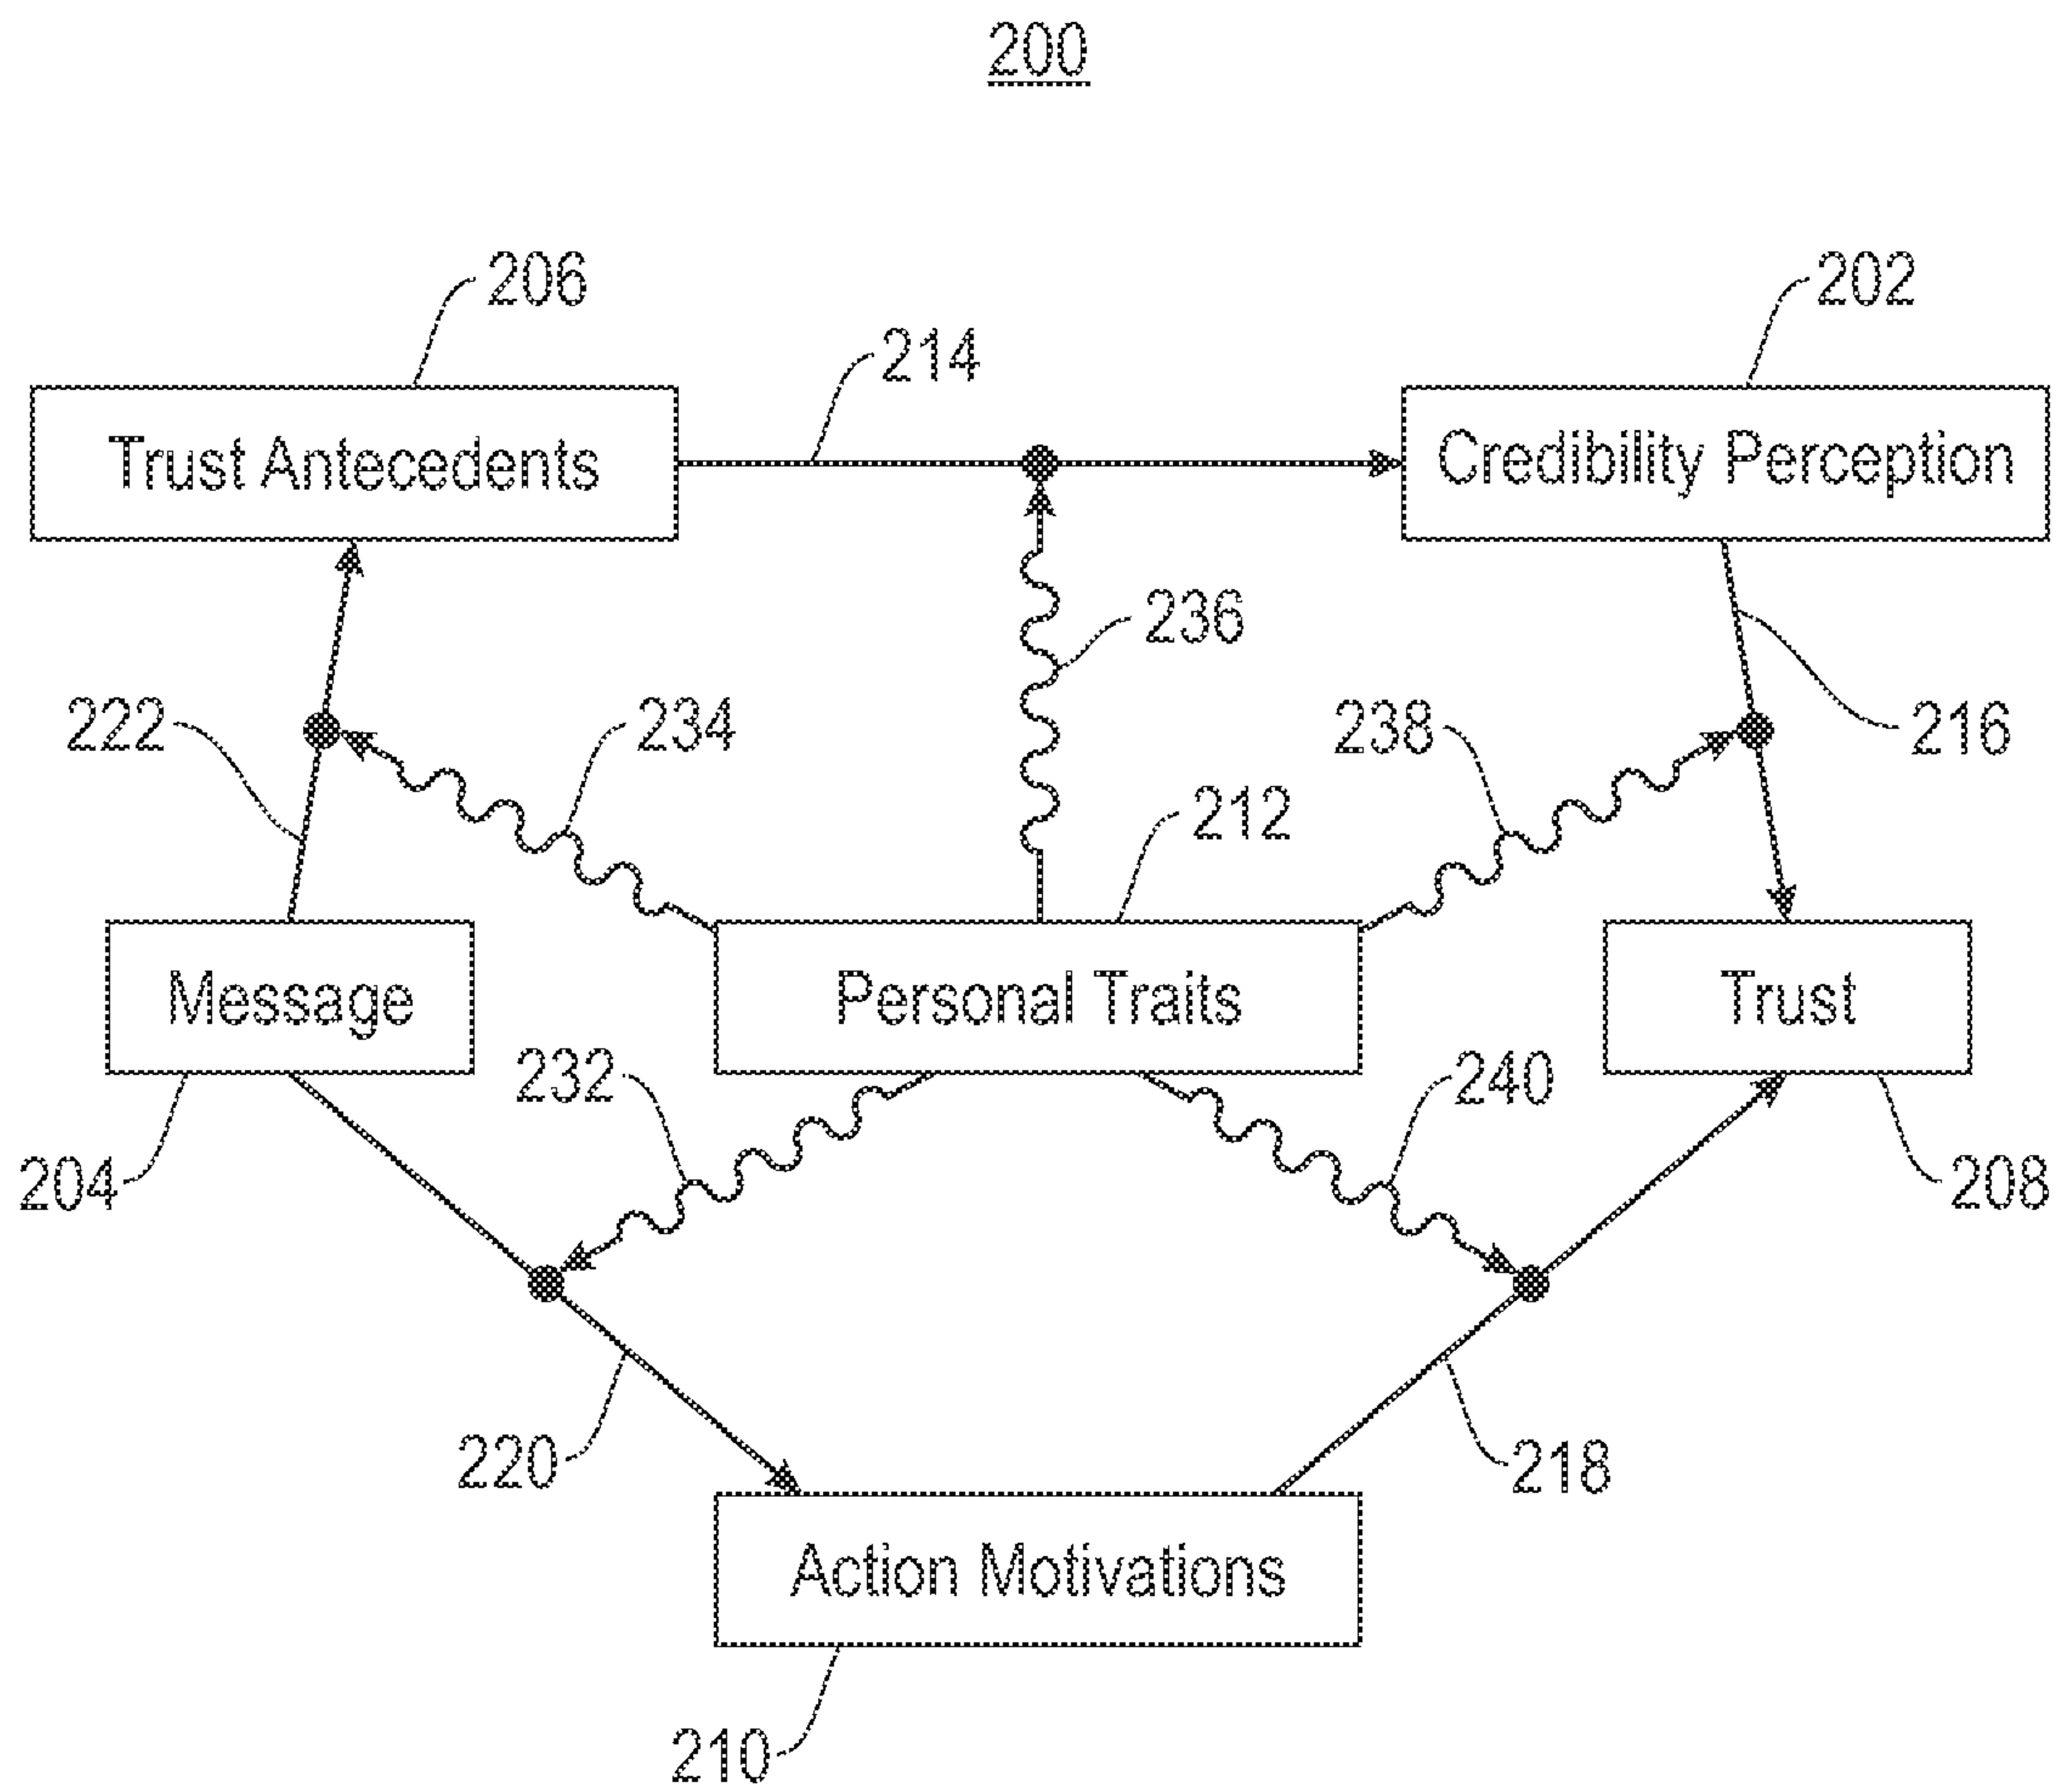 200
206
202
214
Trust Antecedents
Credibility Perception
236
222
234
238
216
212
Message
Personal Traits
Trust
232
240
204
208
220
218
Action Motivations
210